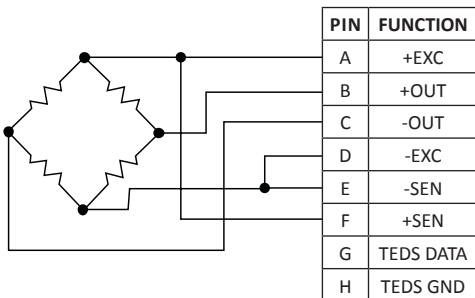 PIN FUNCTION
A +EXC
B +OUT
C -OUT
D -EXC
E -SEN
F +SEN
G TEDS DATA
H TEDS GND